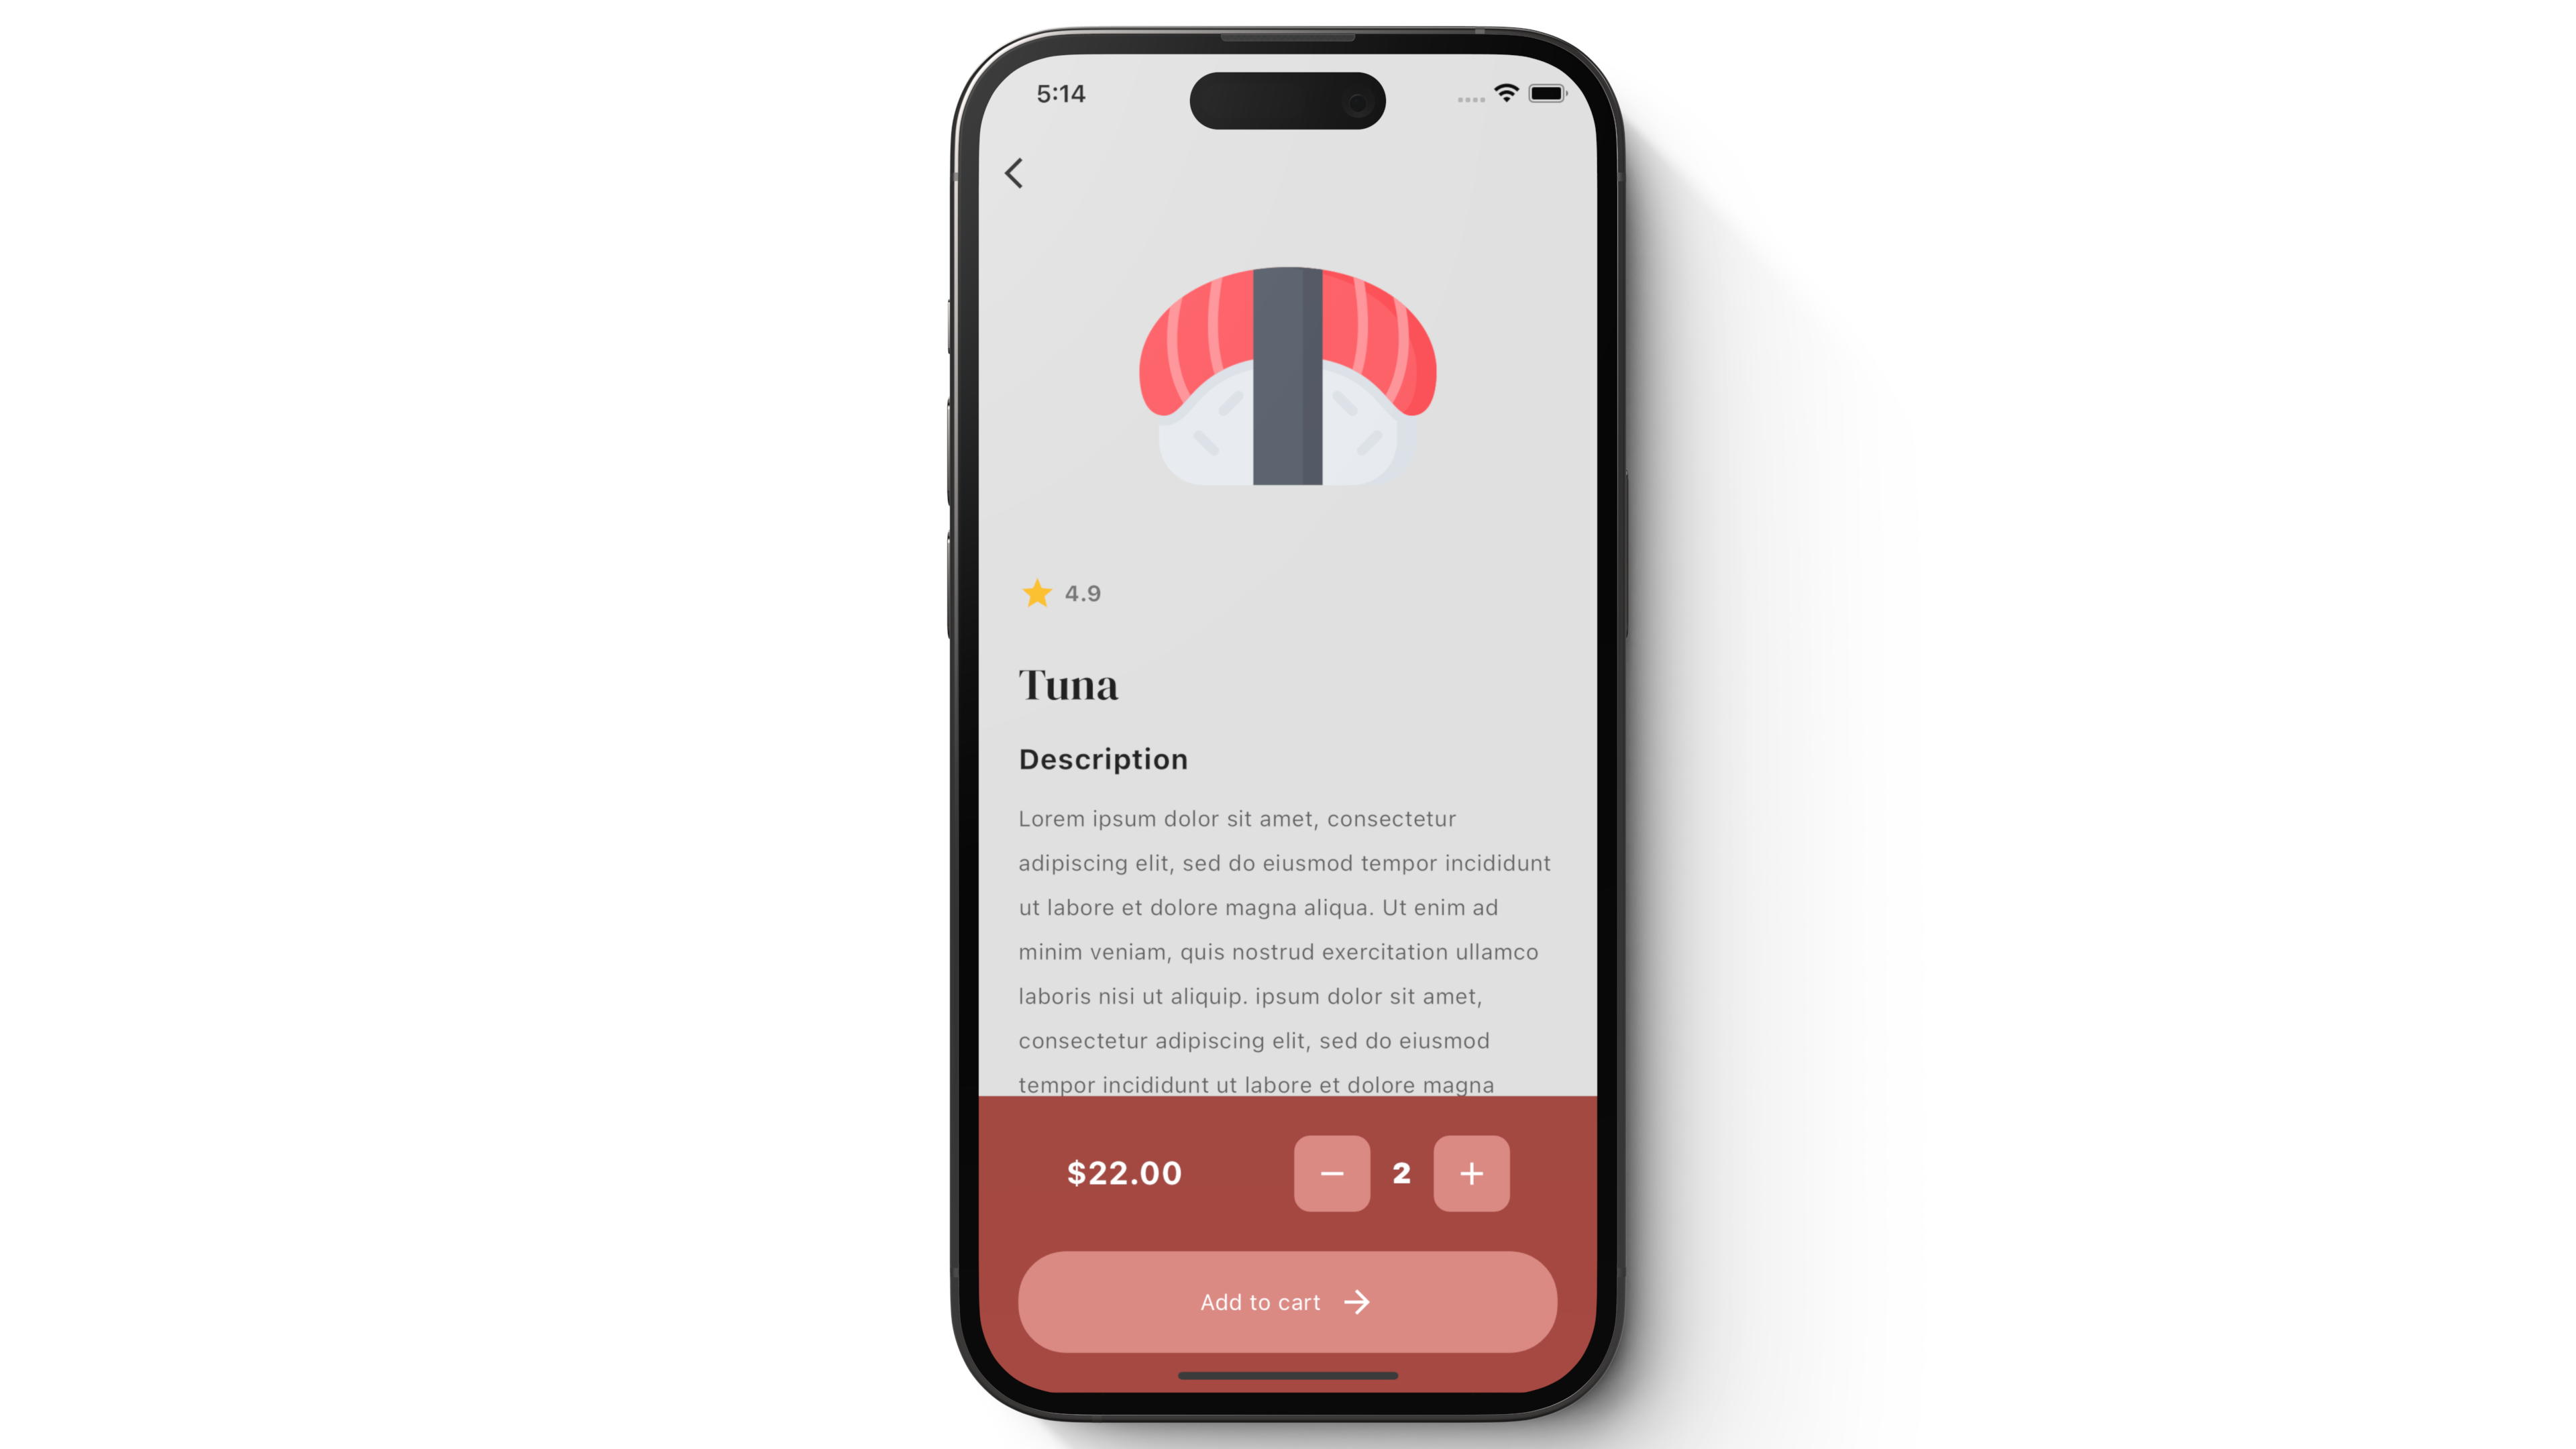 5:14
4.9
Tuna
Description
Lorem ipsum dolor sit amet, consectetur
adipiscing elit, sed do eiusmod tempor incididunt
ut labore et dolore magna aliqua. Ut enim ad
minim veniam, quis nostrud exercitation ullamco
laboris nisi ut aliquip. ipsum dolor sit amet,
consectetur adipiscing elit, sed do eiusmod
tempor incididunt ut labore et dolore magna
$22.00 2
Add to cart